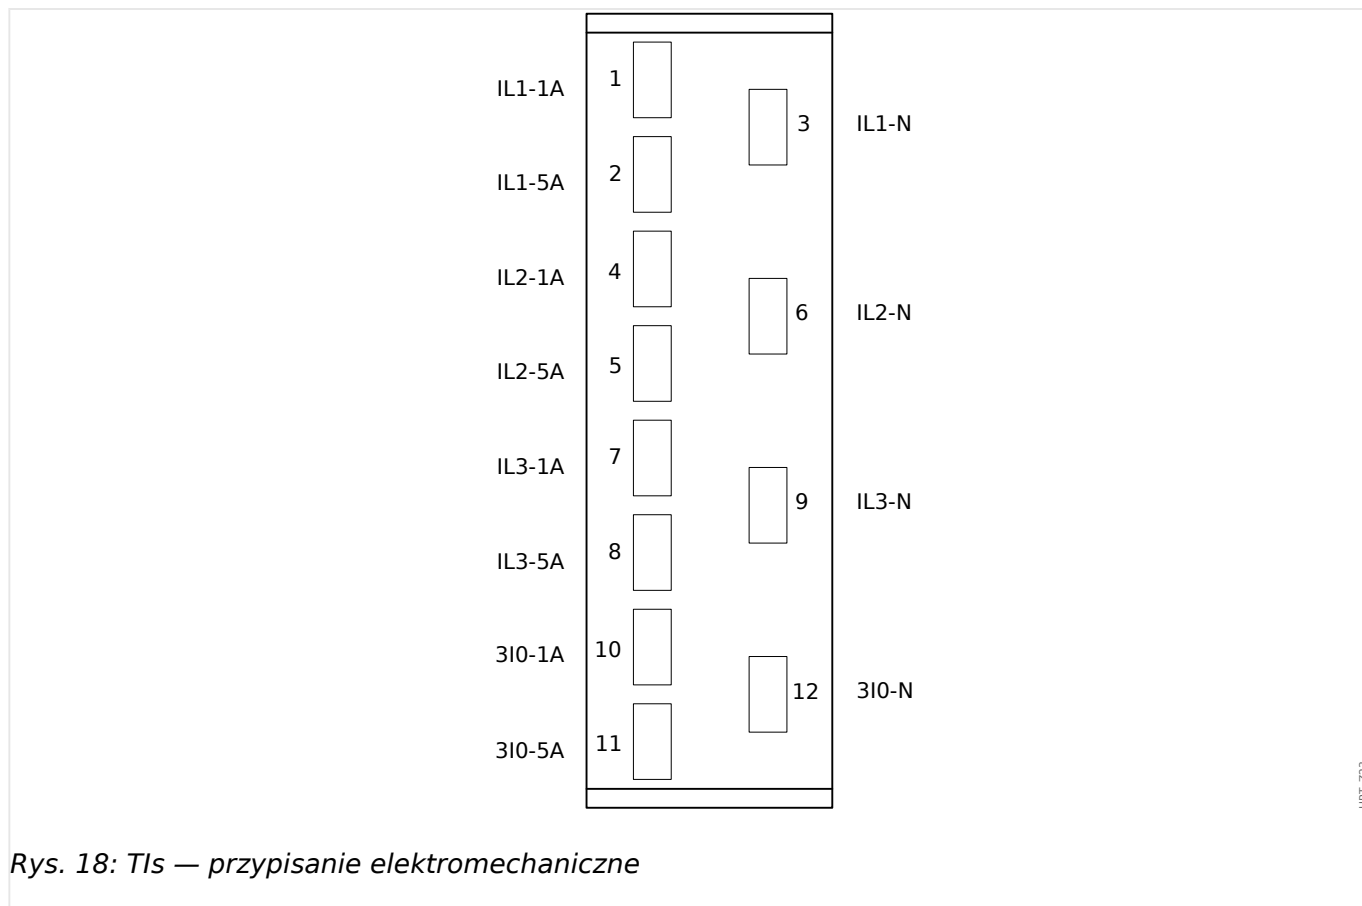 IL1-1A 1
3 IL1-N
IL1-5A 2
IL2-1A 4
6 IL2-N
IL2-5A 5
IL3-1A 7
9 IL3-N
IL3-5A 8
3I0-1A 10
12 3I0-N
3I0-5A 11
Rys. 18: TIs — przypisanie elektromechaniczne